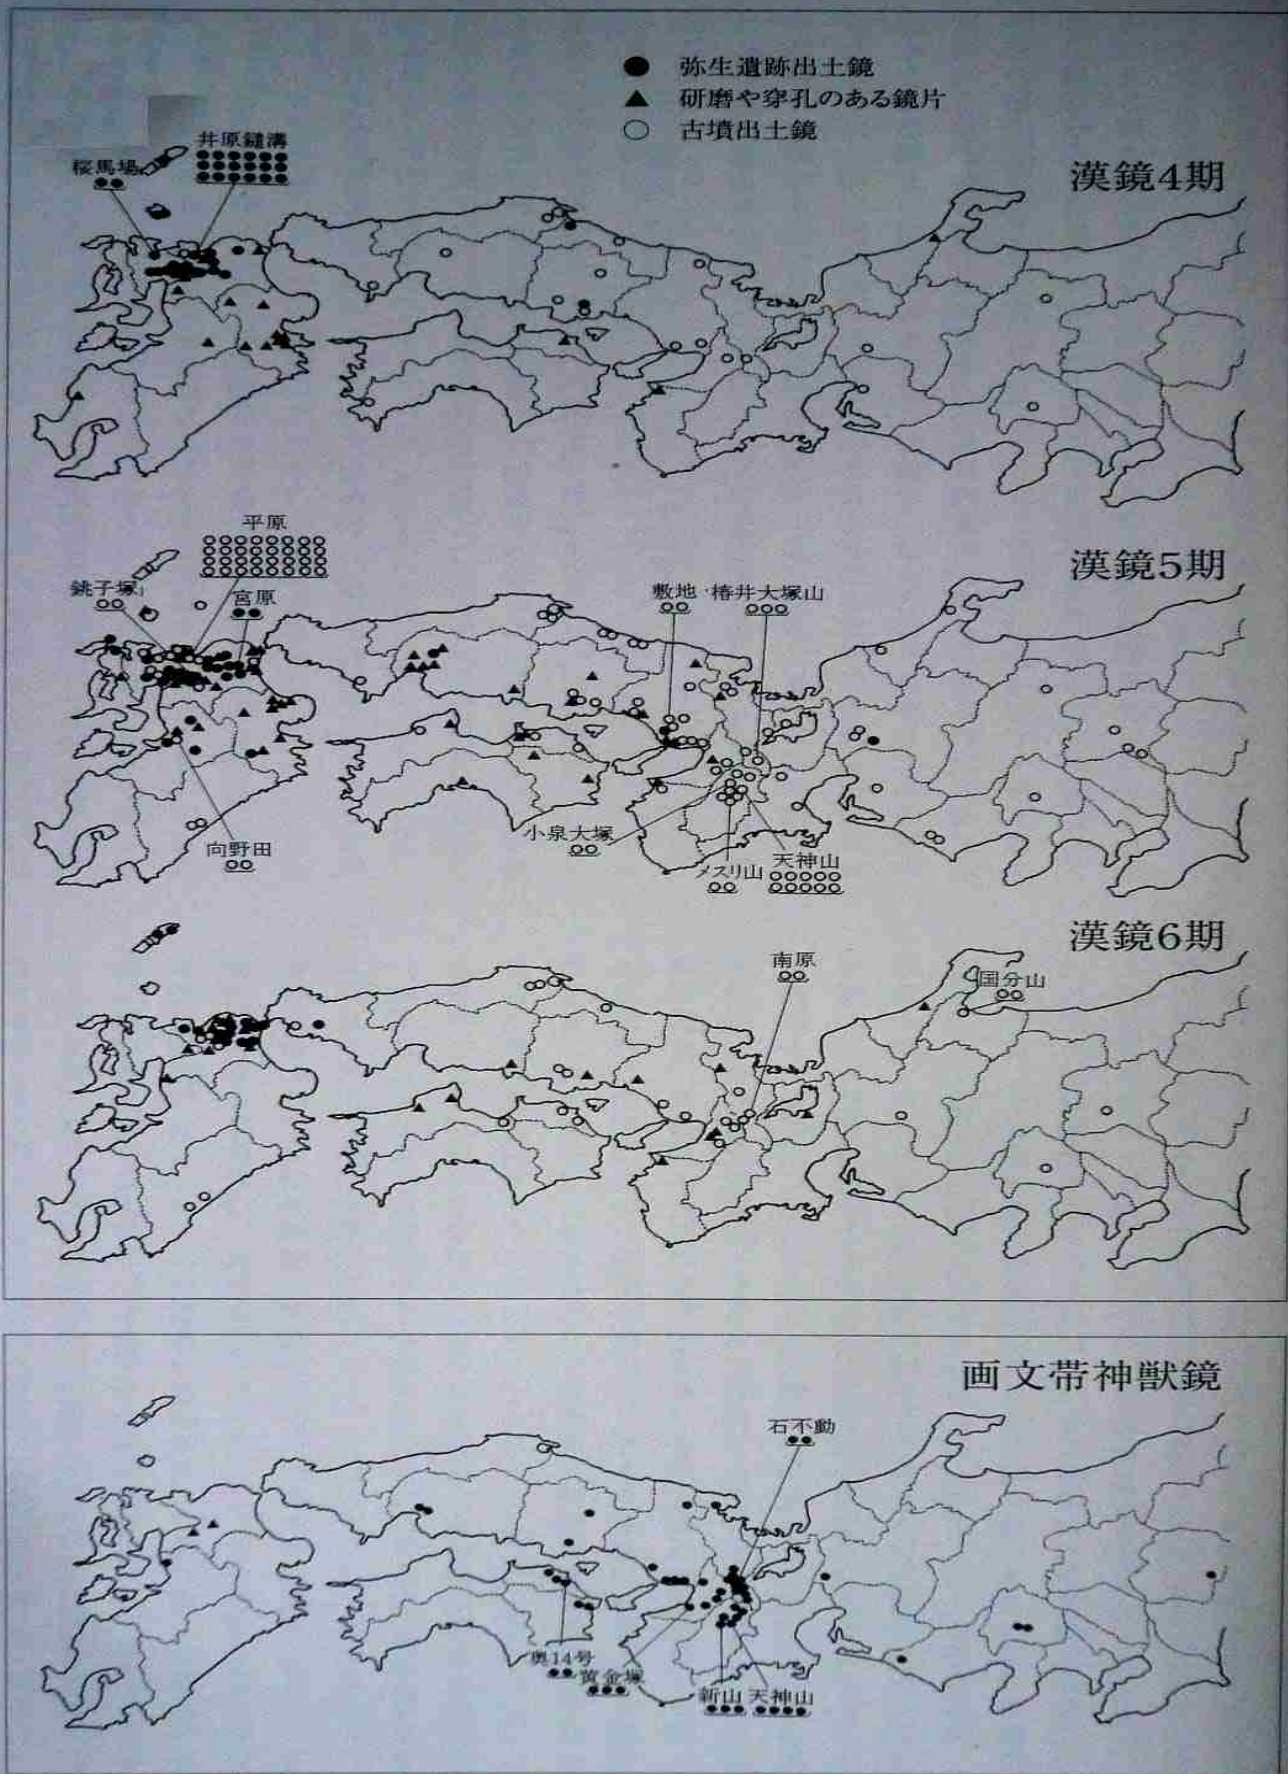 弥生遺跡出土鏡
研磨や穿孔のある鏡片
古墳出土鏡
漢鏡4期
桜馬場
井原鑓溝
漢鏡5期
平原
銚子塚
宮原
敷地
椿井大塚山
向野田
小泉大塚
メスリ山
天神山
漢鏡6期
南原
国分山
画文帯神獣鏡
石不動
奥14号
黄金塚
新山
天神山